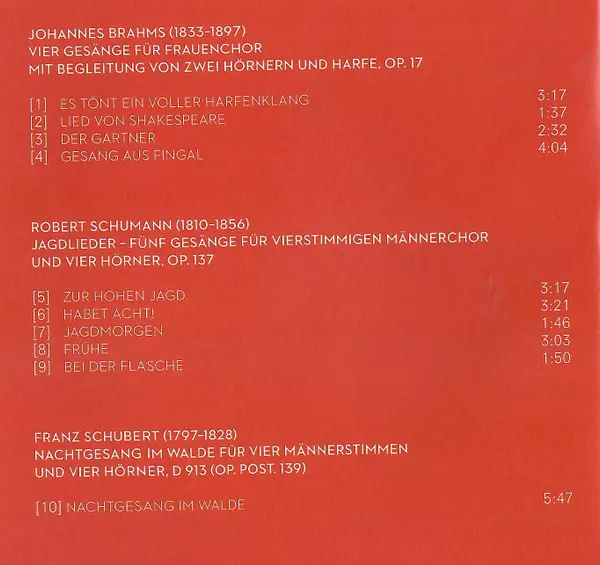 JOHANNES BRAHMS (1833–1897)
VIER GESÄNGE FÜR FRAUENCHOR
MIT BEGLEITUNG VON ZWEI HÖRNERN UND HARFE, OP. 17
[1] ES TÖNT EIN VOLLER HARFENKLANG 3:17
[2] LIED VON SHAKESPEARE 1:37
[3] DER GÄRTNER 2:32
[4] GESANG AUS FINGAL 4:04
ROBERT SCHUMANN (1810–1856)
JAGDLIEDER – FÜNF GESÄNGE FÜR VIERSTIMMIGEN MÄNNERCHOR
UND VIER HÖRNER, OP. 137
[5] ZUR HOHEN JAGD 3:17
[6] HABET ACHT! 3:21
[7] JAGDMORGEN 1:46
[8] FRÜHE 3:03
[9] BEI DER FLASCHE 1:50
FRANZ SCHUBERT (1797–1828)
NACHTGESANG IM WALDE FÜR VIER MÄNNERSTIMMEN
UND VIER HÖRNER, D 913 (OP. POST. 139)
[10] NACHTGESANG IM WALDE 5:47